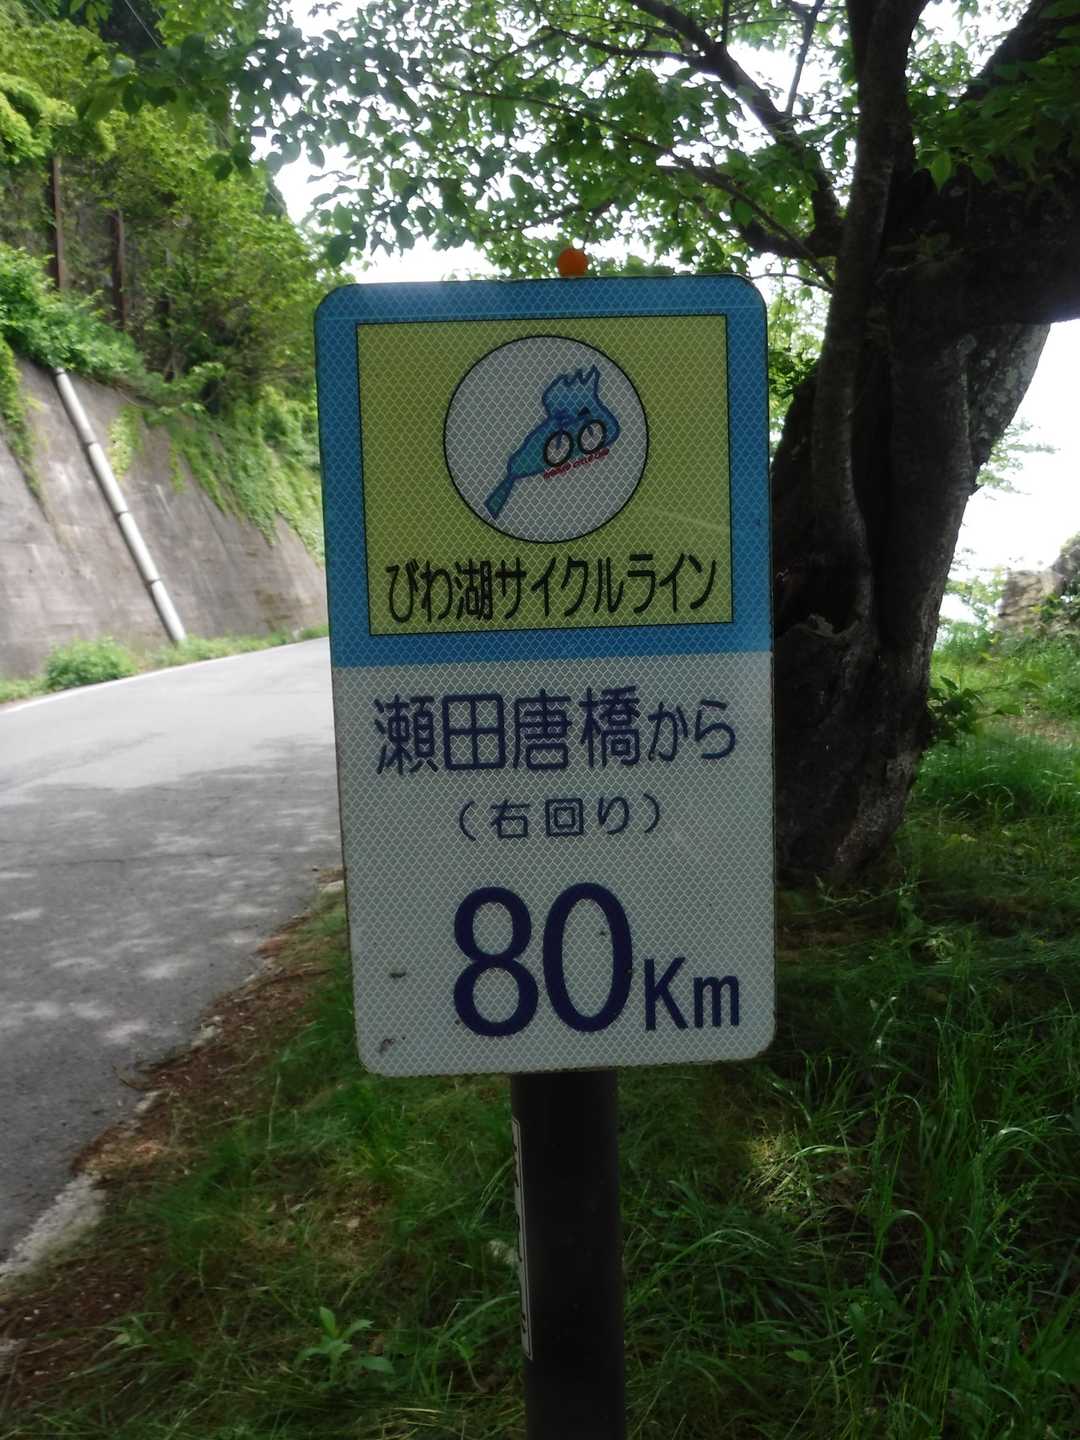 びわ湖サイクルライン
瀬田唐橋から
（右回り）
80Km